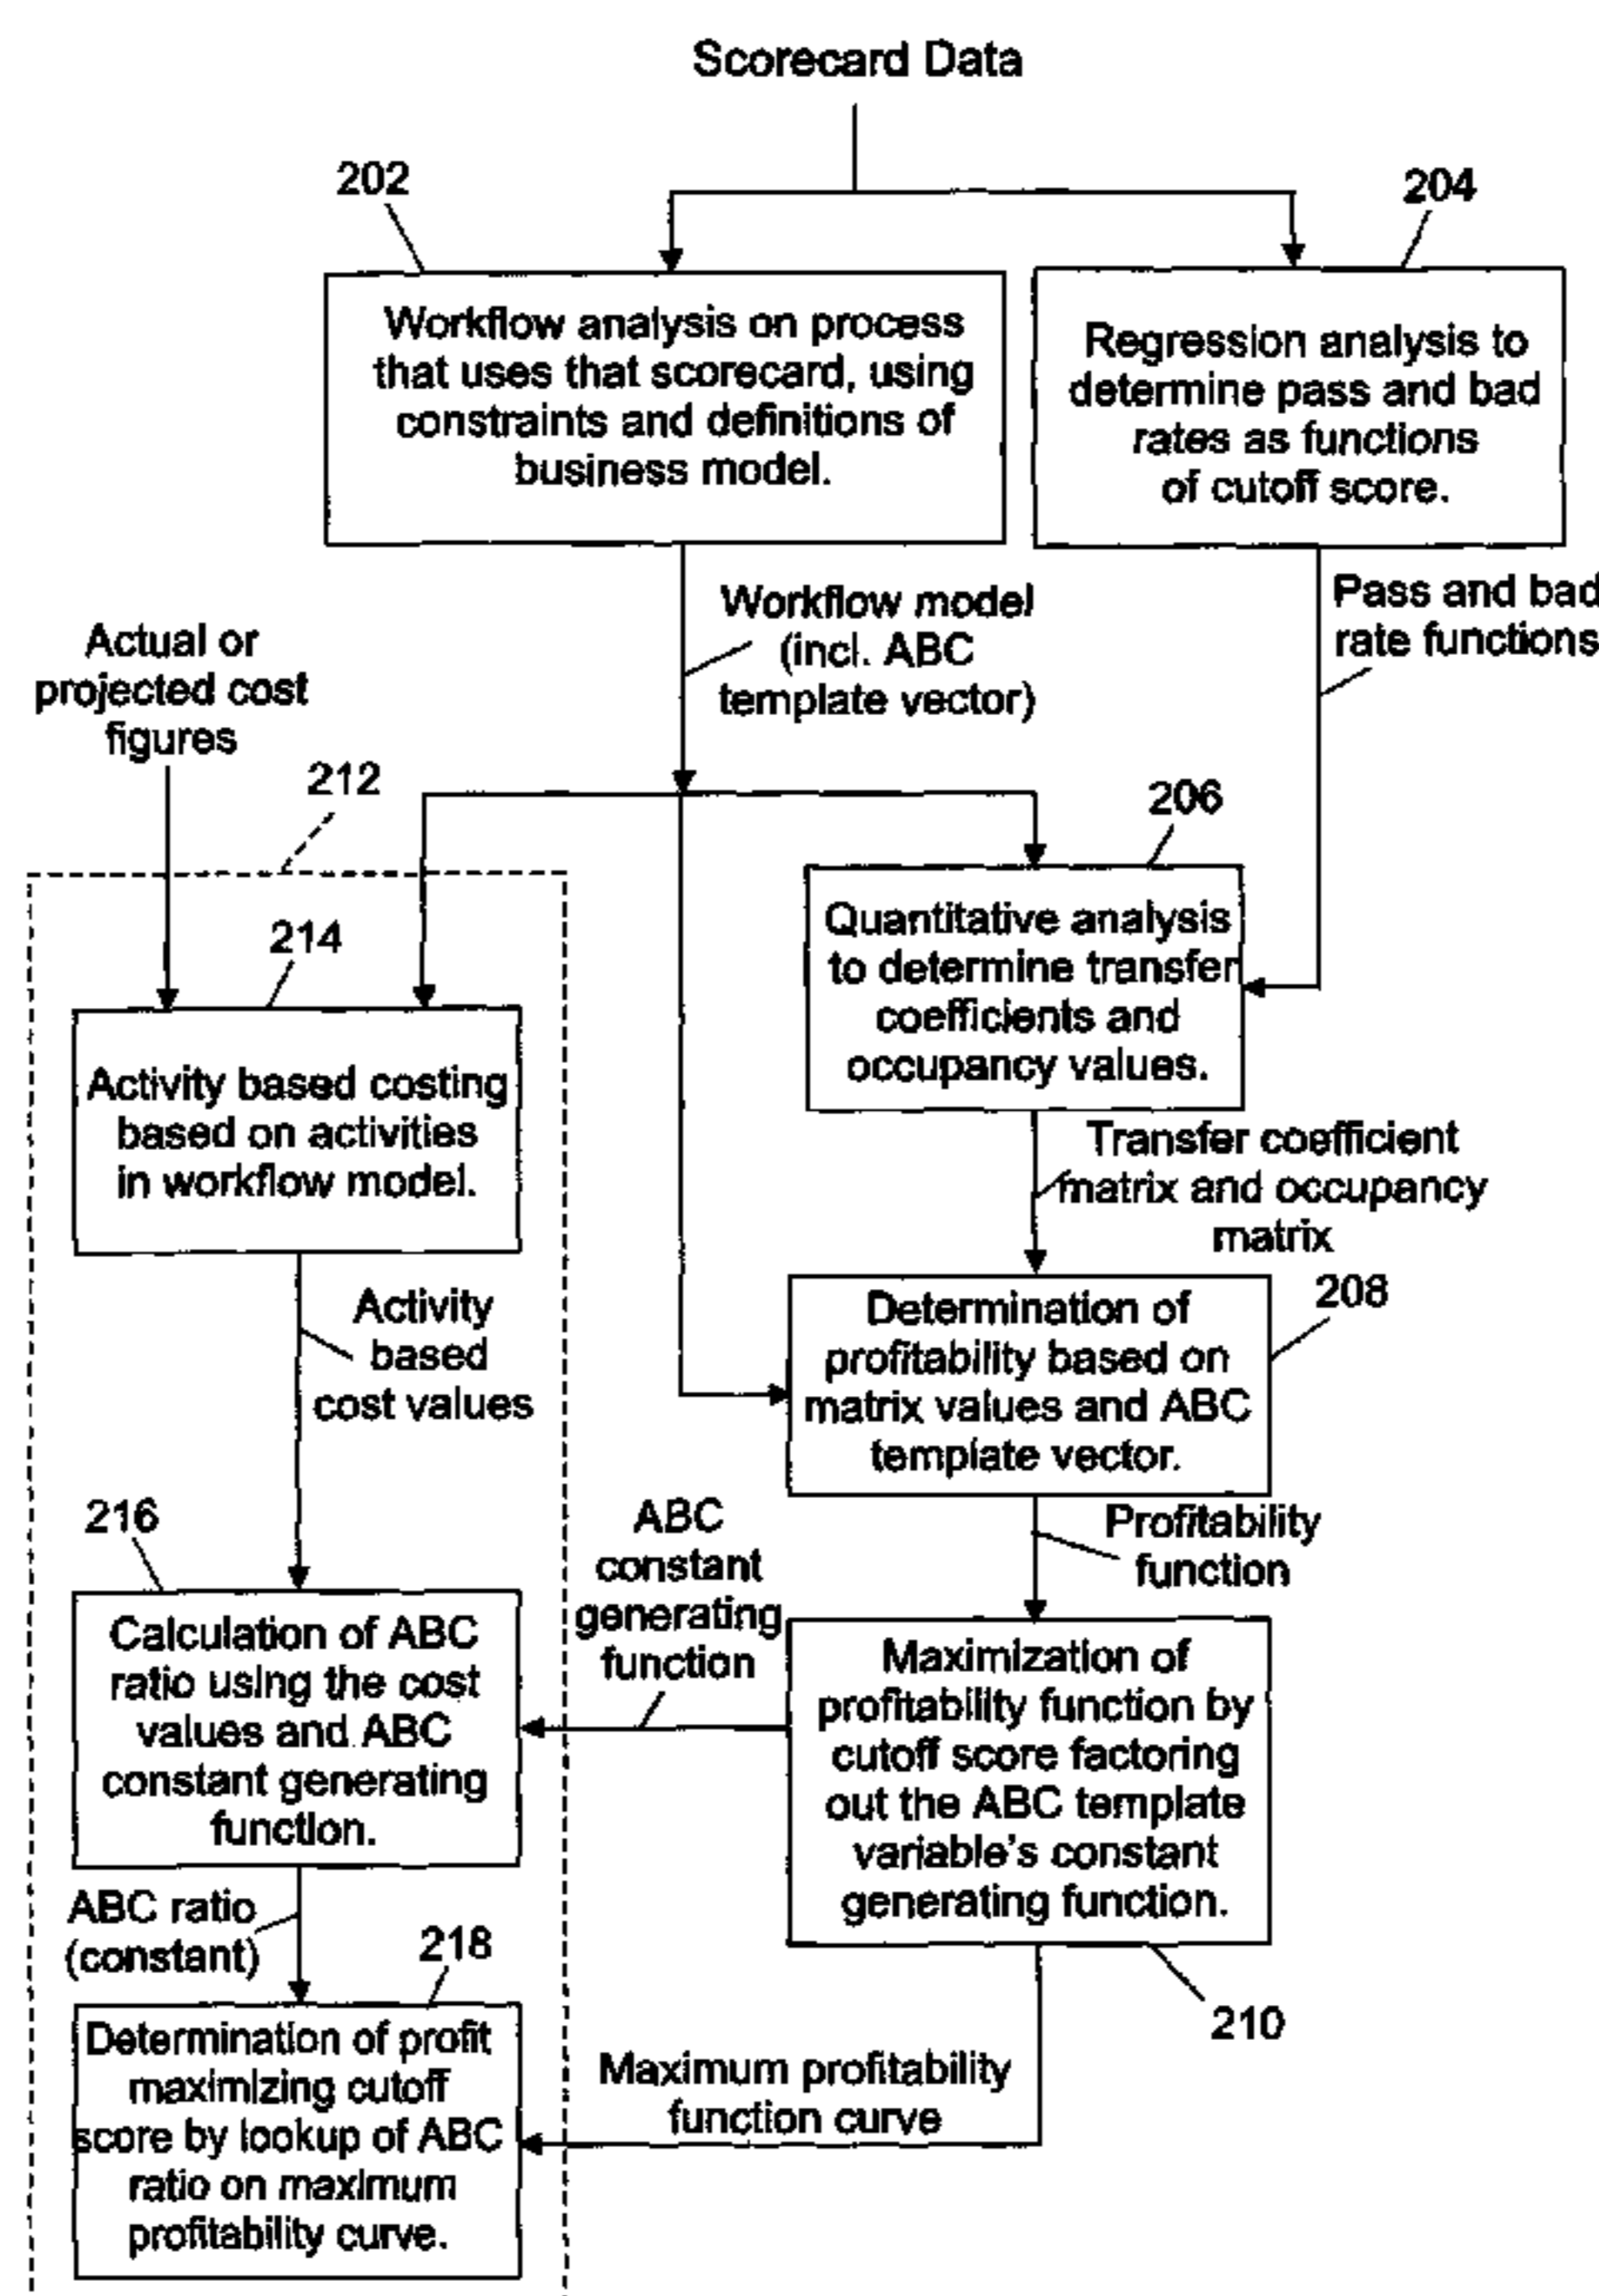 Scorecard Data
202
204
Workflow analysis on process
that uses that scorecard, using
constraints and definitions of
business model.
Regression analysis to
determine pass and bad
rates as functions
of cutoff score.
Workflow model
(incl. ABC
template vector)
Pass and bad
rate functions
Actual or
projected cost
figures
212
206
214
Quantitative analysis
to determine transfer
coefficients and
occupancy values.
Activity based costing
based on activities
in workflow model.
Transfer coefficient
matrix and occupancy
matrix
208
Activity
based
cost values
Determination of
profitability based on
matrix values and ABC
template vector.
216
ABC
constant
generating
function
Profitability
function
Calculation of ABC
ratio using the cost
values and ABC
constant generating
function.
Maximization of
profitability function by
cutoff score factoring
out the ABC template
variable's constant
generating function.
ABC ratio
(constant)
218
210
Determination of profit
maximizing cutoff
score by lookup of ABC
ratio on maximum
profitability curve.
Maximum profitability
function curve